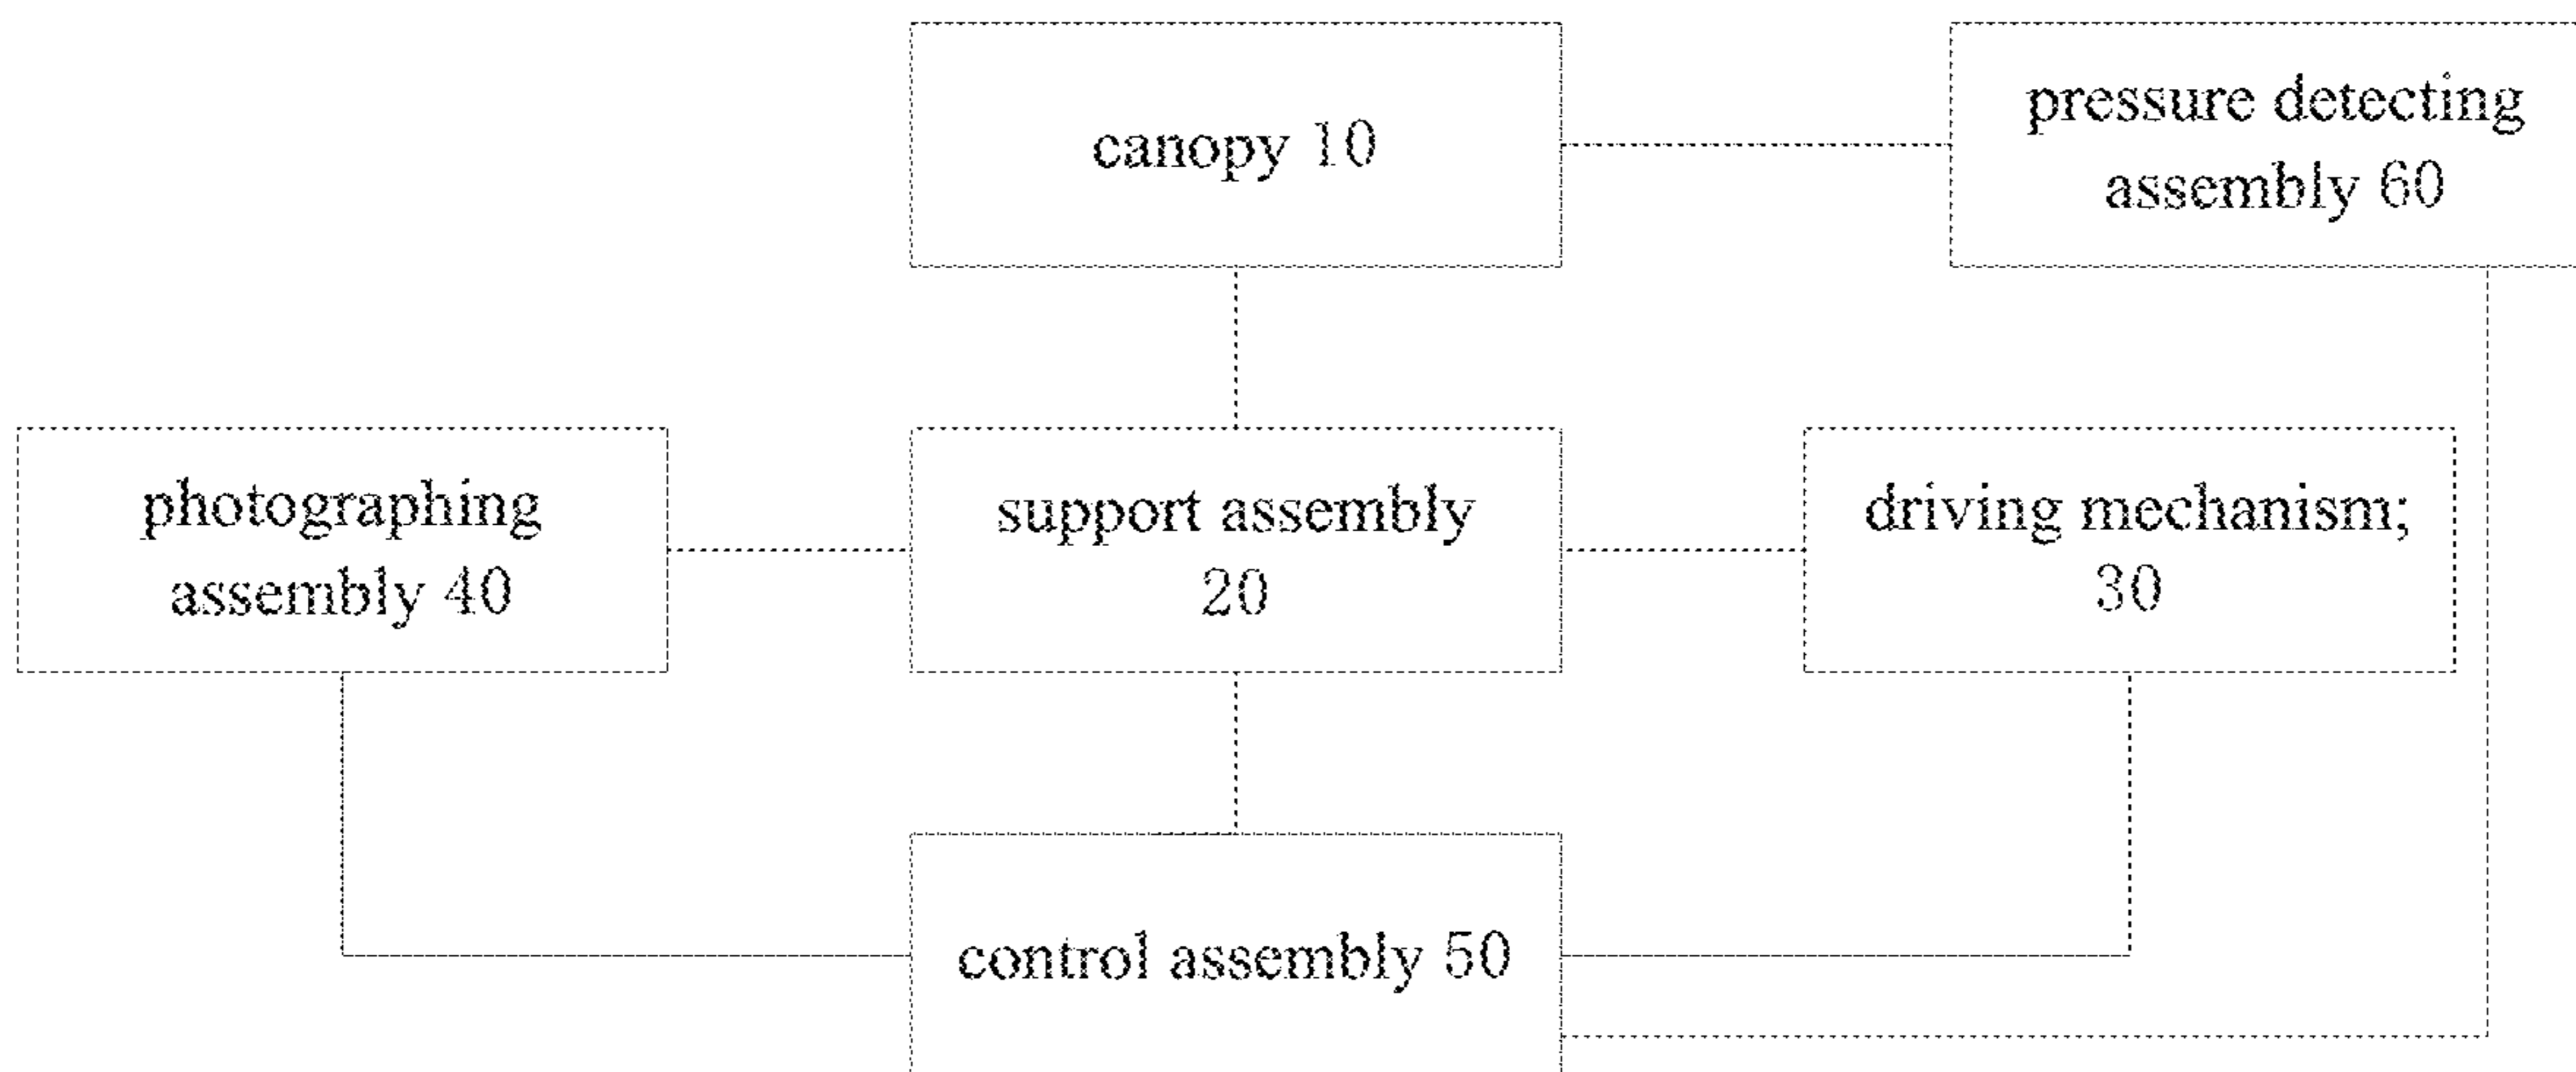 canopy 10
pressure detecting
assembly 60
photographing
assembly 40
support assembly
20
driving mechanism;
30
control assembly 50